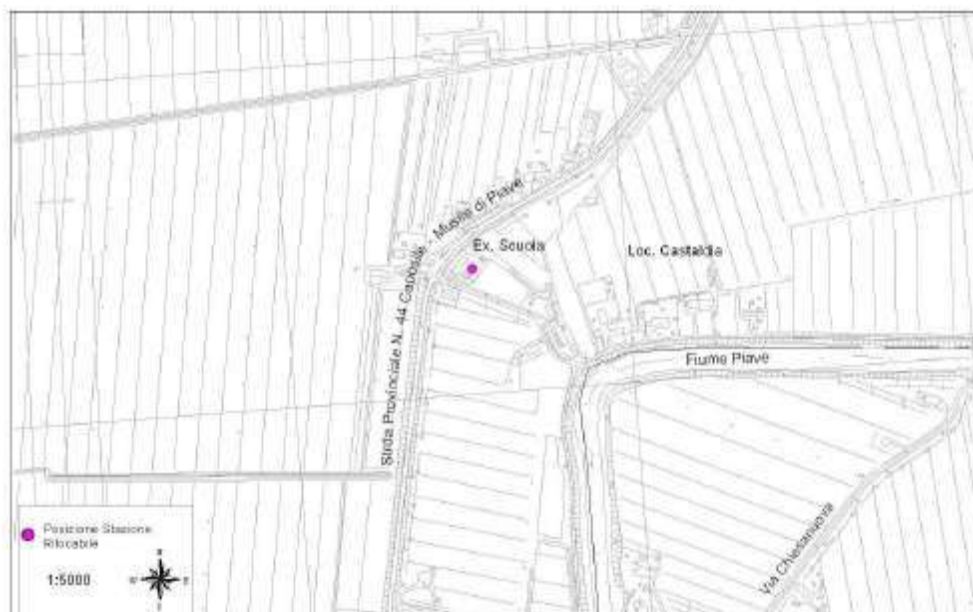 Strda Provinciale N. 44 Caposile - Musile di Piave
Ex. Scuola
Loc. Castaldia
Fiume Piave
Via Chiesanuova
Posizione Stazione
Rilocabile
1:5000